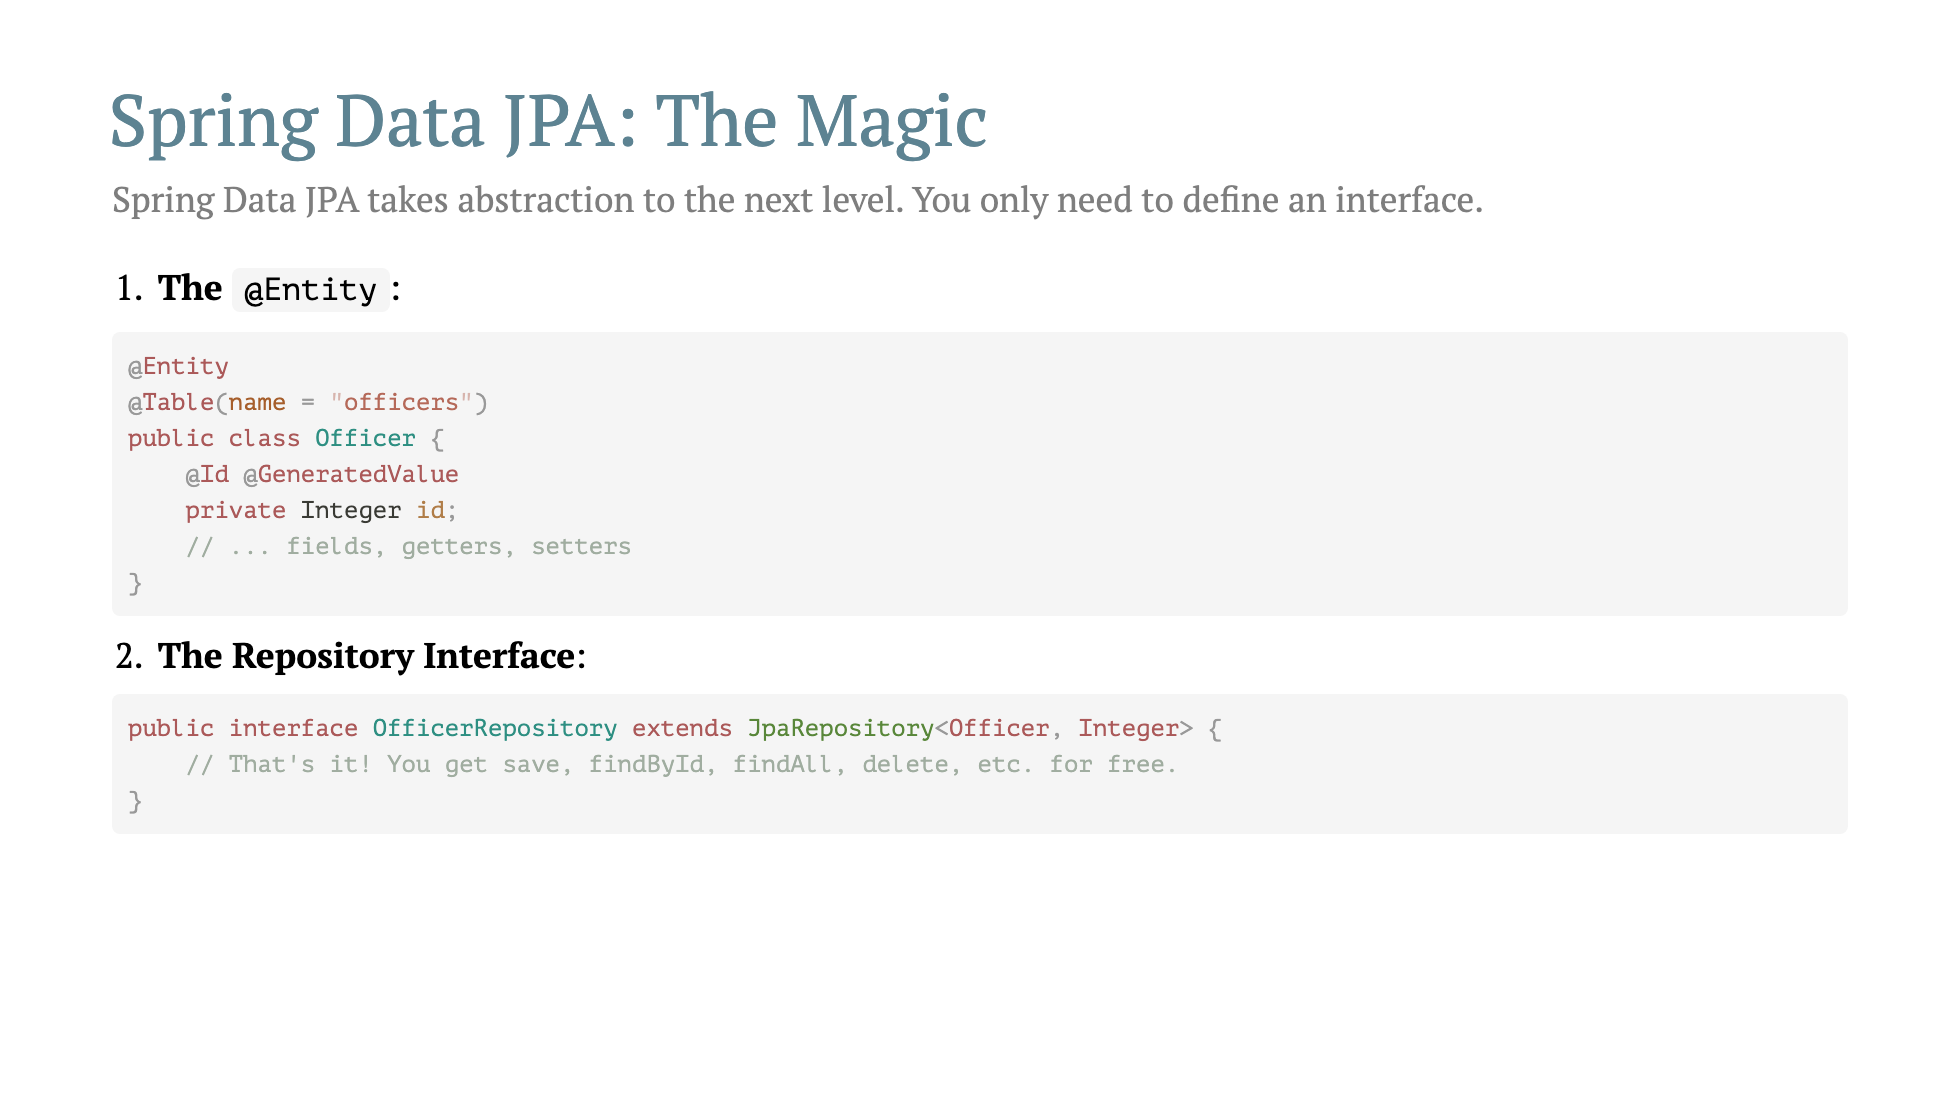 Spring Data JPA: The Magic
Spring Data JPA takes abstraction to the next level. You only need to define an interface.
1. The @Entity :
@Entity
@Table(name = "officers")
public class Officer {
    @Id @GeneratedValue
    private Integer id;
    // ... fields, getters, setters
}
2. The Repository Interface:
public interface OfficerRepository extends JpaRepository<Officer, Integer> {
    // That's it! You get save, findById, findAll, delete, etc. for free.
}